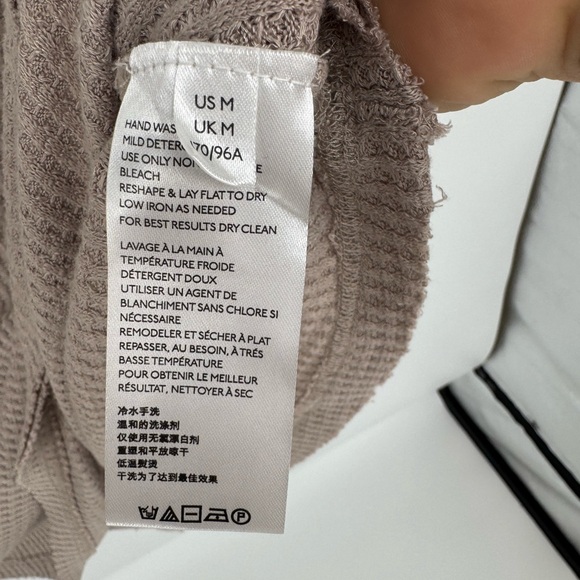 US M
UK M
70/96A
HAND WAS
MILD DETER
USE ONLY NO
BLEACH
RESHAPE & LAY FLAT TO DRY
LOW IRON AS NEEDED
FOR BEST RESULTS DRY CLEAN
LAVAGE À LA MAIN À
TEMPÉRATURE FROIDE
DÉTERGENT DOUX
UTILISER UN AGENT DE
BLANCHIMENT SANS CHLORE SI
NÉCESSAIRE
REMODELER ET SÉCHER À PLAT
REPASSER, AU BESOIN, À TRÉS
BASSE TEMPÉRATURE
POUR OBTENIR LE MEILLEUR
RÉSULTAT, NETTOYER À SEC
冷水手洗
温和的洗涤剂
仅使用无氯漂白剂
重塑和平放晾干
低温熨烫
干洗为了达到最佳效果